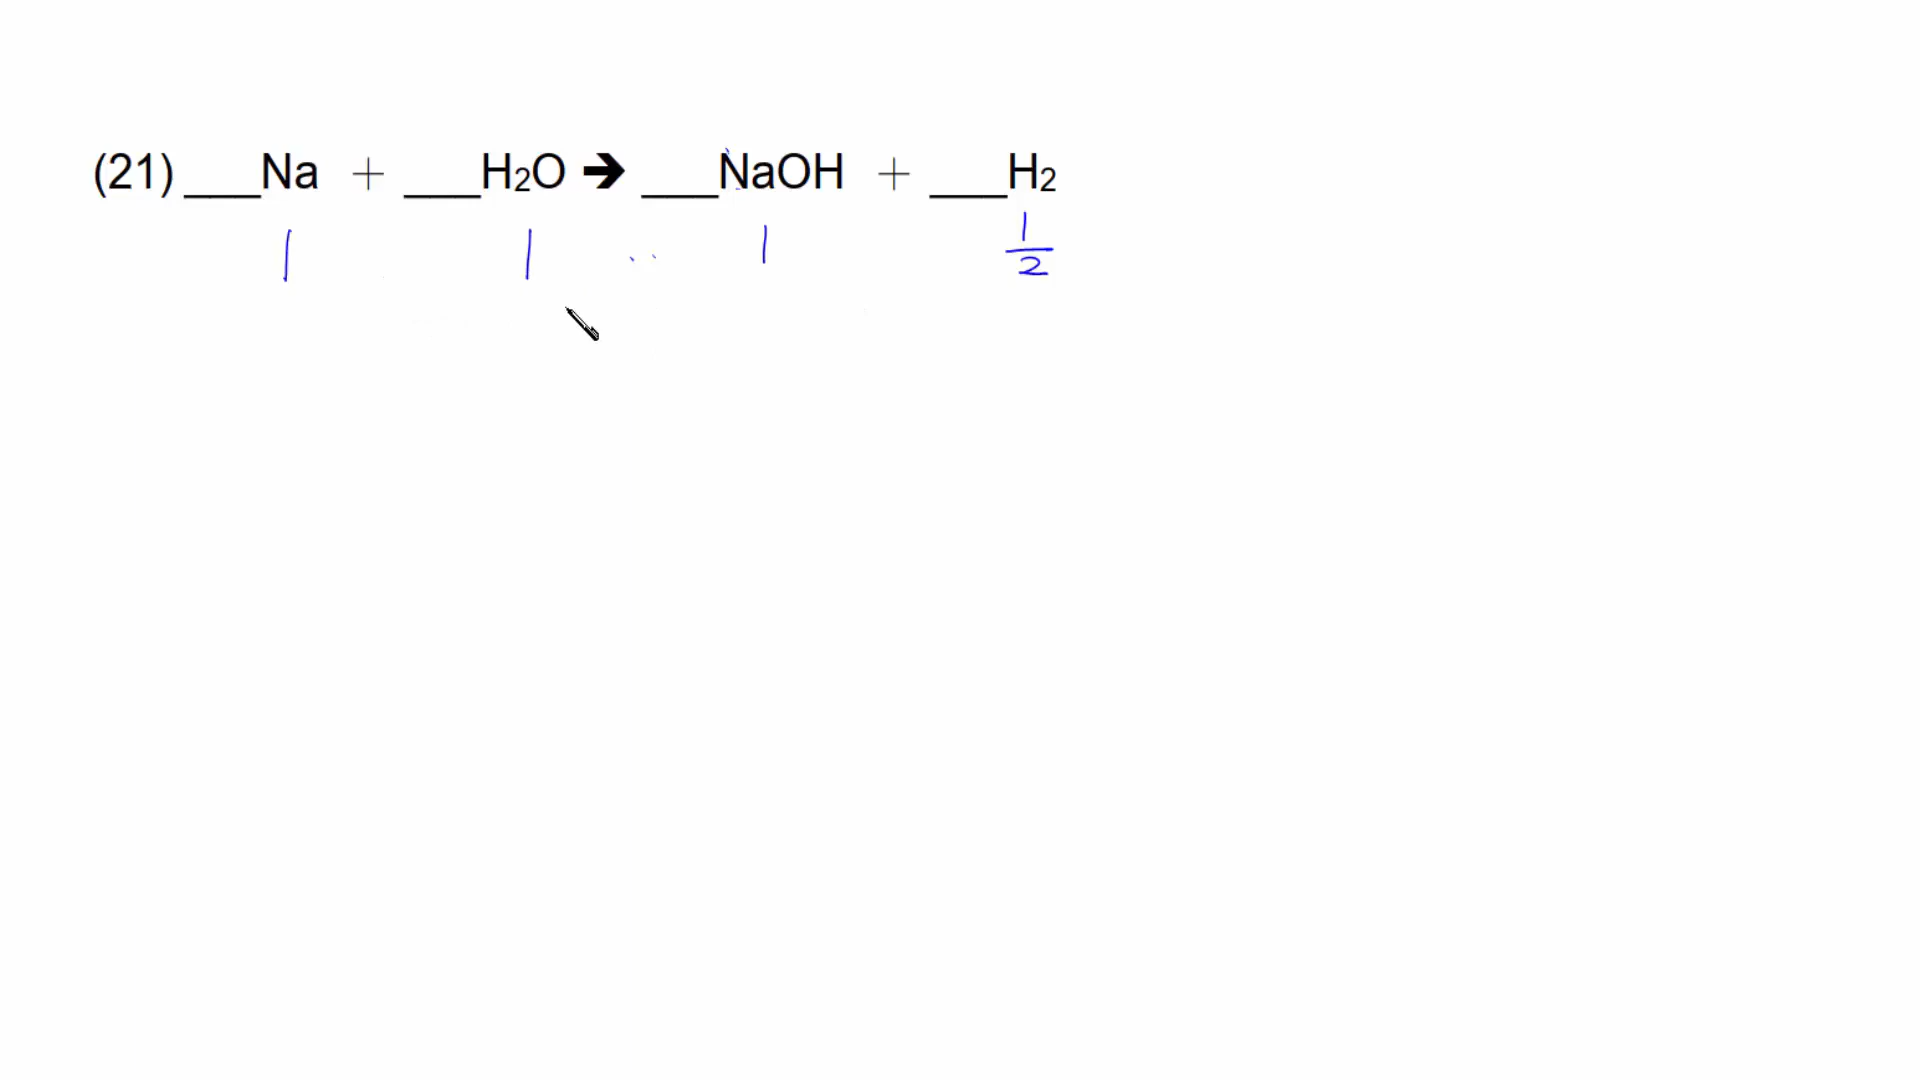 (21) ___Na + ___H₂O ➔ ___NaOH + ___H₂
1 1 1 1/2